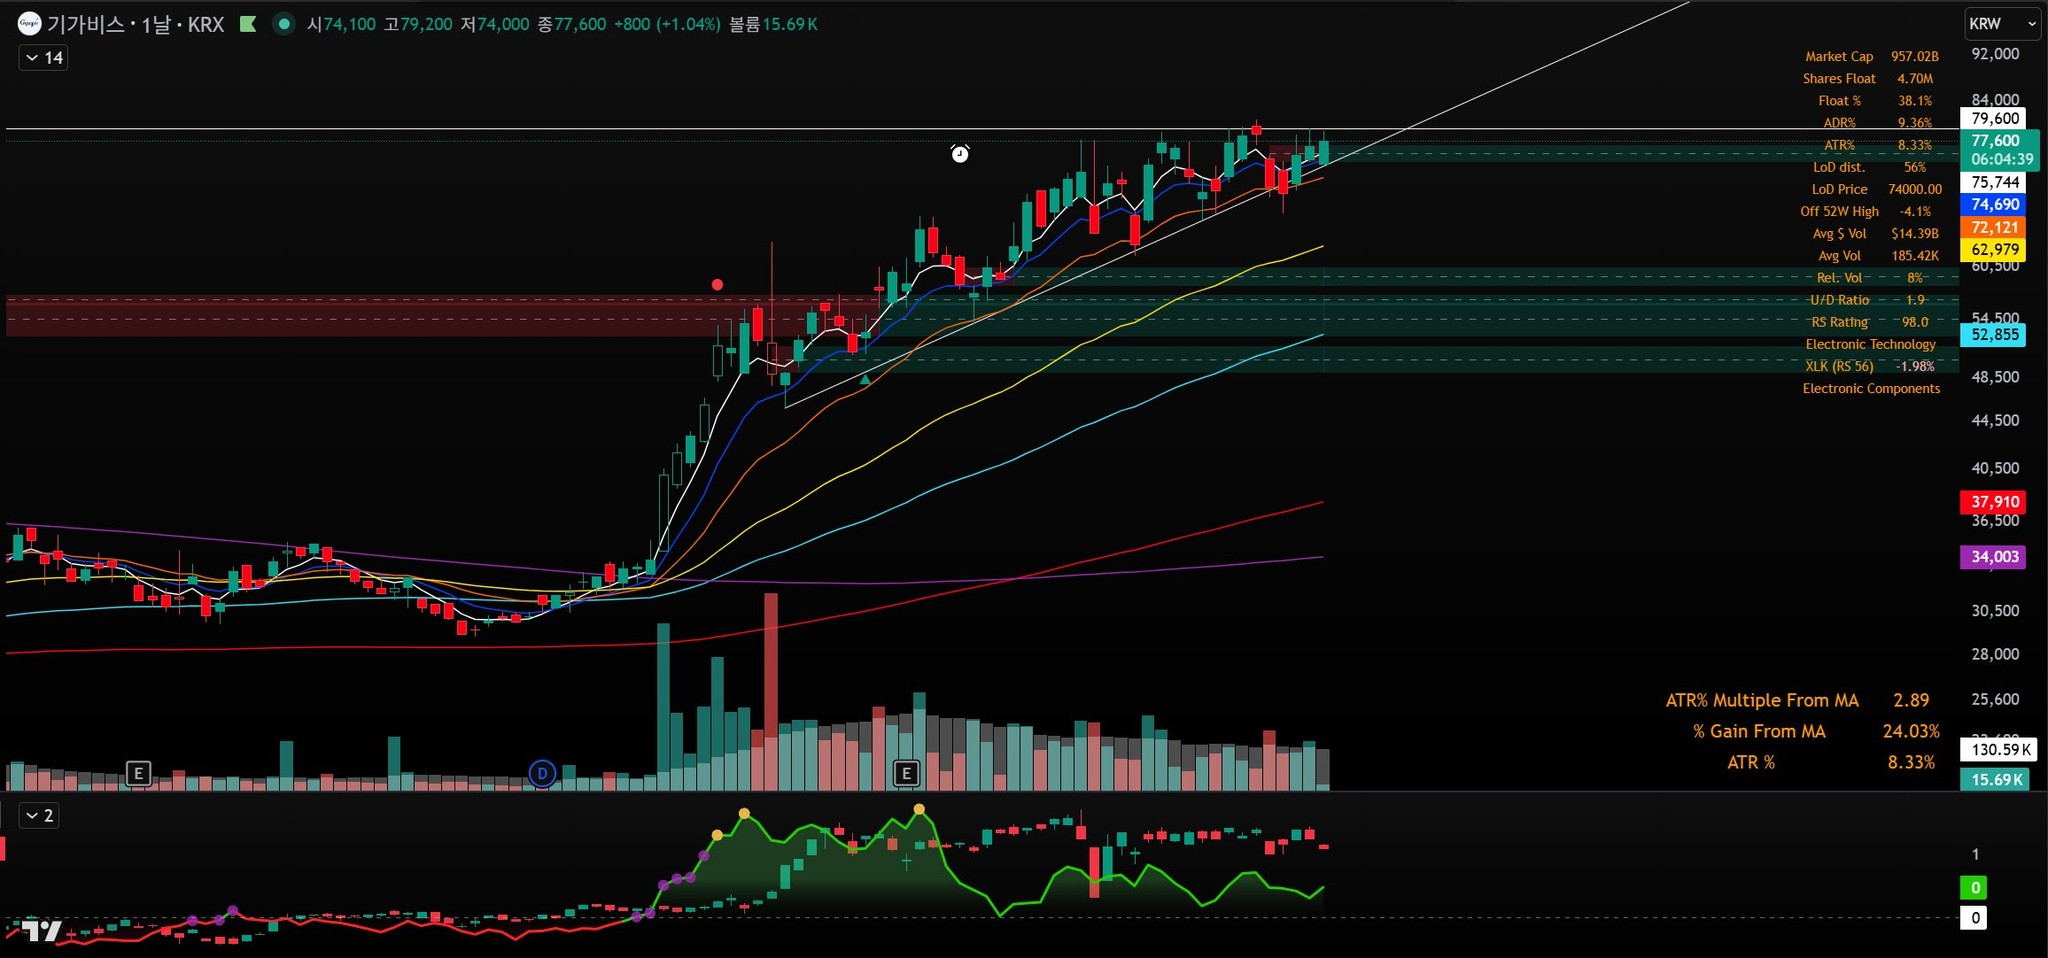 기가비스 · 1날 · KRX 시74,100 고79,200 저74,000 종77,600 +800 (+1.04%) 볼륨15.69K
14
KRW
92,000
84,000
79,600
77,600
06:04:39
75,744
74,690
72,121
62,979
60,500
54,500
52,855
48,500
44,500
40,500
37,910
36,500
34,003
30,500
28,000
25,600
130.59K
15.69K
Market Cap 957.02B
Shares Float 4.70M
Float % 38.1%
ADR% 9.36%
ATR% 8.33%
LoD dist. 56%
LoD Price 74000.00
Off 52W High -4.1%
Avg $ Vol $14.39B
Avg Vol 185.42K
Rel. Vol 8%
U/D Ratio 1.9
RS Rating 98.0
Electronic Technology
XLK (RS 56) -1.98%
Electronic Components
ATR% Multiple From MA 2.89
% Gain From MA 24.03%
ATR % 8.33%
E
D
E
2
1
0
0